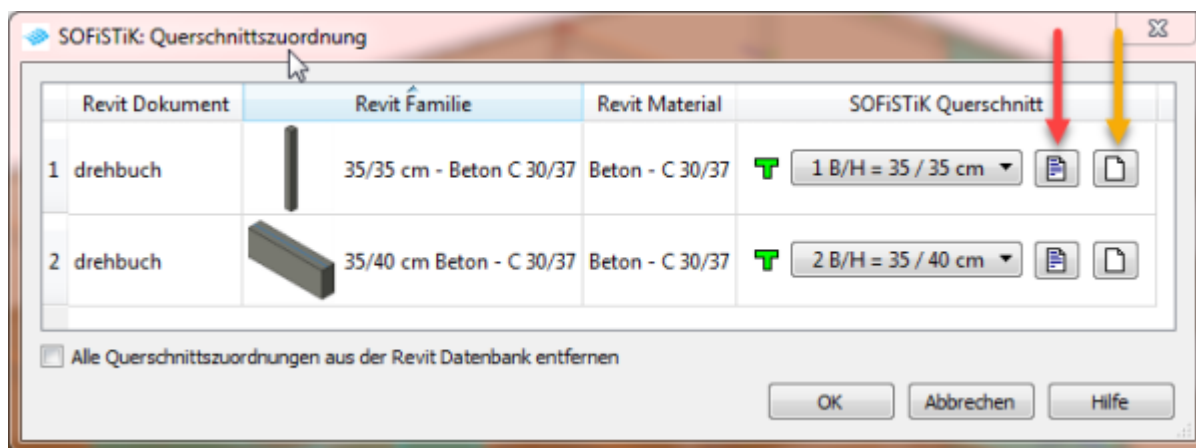 SOFiSTiK: Querschnittszuordnung
Revit Dokument Revit Familie Revit Material SOFiSTiK Querschnitt
1 drehbuch 35/35 cm - Beton C 30/37 Beton - C 30/37 1 B/H = 35 / 35 cm
2 drehbuch 35/40 cm Beton - C 30/37 Beton - C 30/37 2 B/H = 35 / 40 cm
Alle Querschnittszuordnungen aus der Revit Datenbank entfernen
OK Abbrechen Hilfe